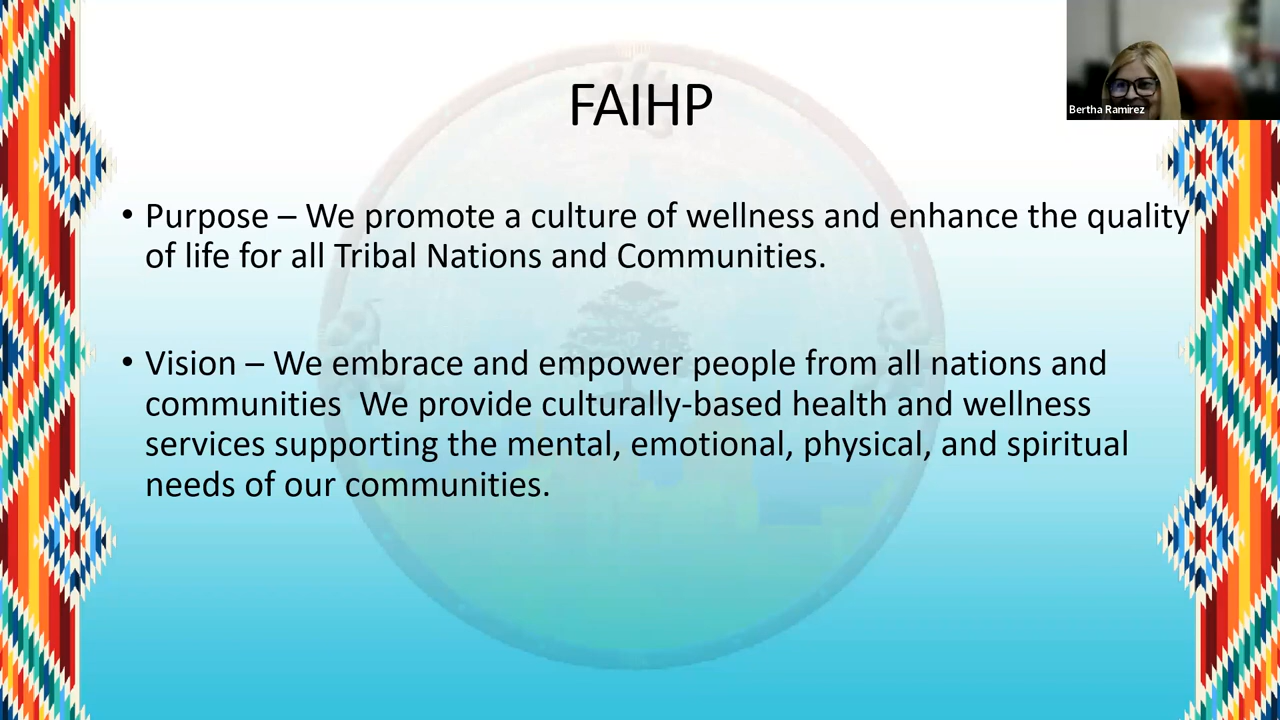 FAIHP
Bertha Ramirez
• Purpose – We promote a culture of wellness and enhance the quality
of life for all Tribal Nations and Communities.
• Vision – We embrace and empower people from all nations and
communities  We provide culturally-based health and wellness
services supporting the mental, emotional, physical, and spiritual
needs of our communities.